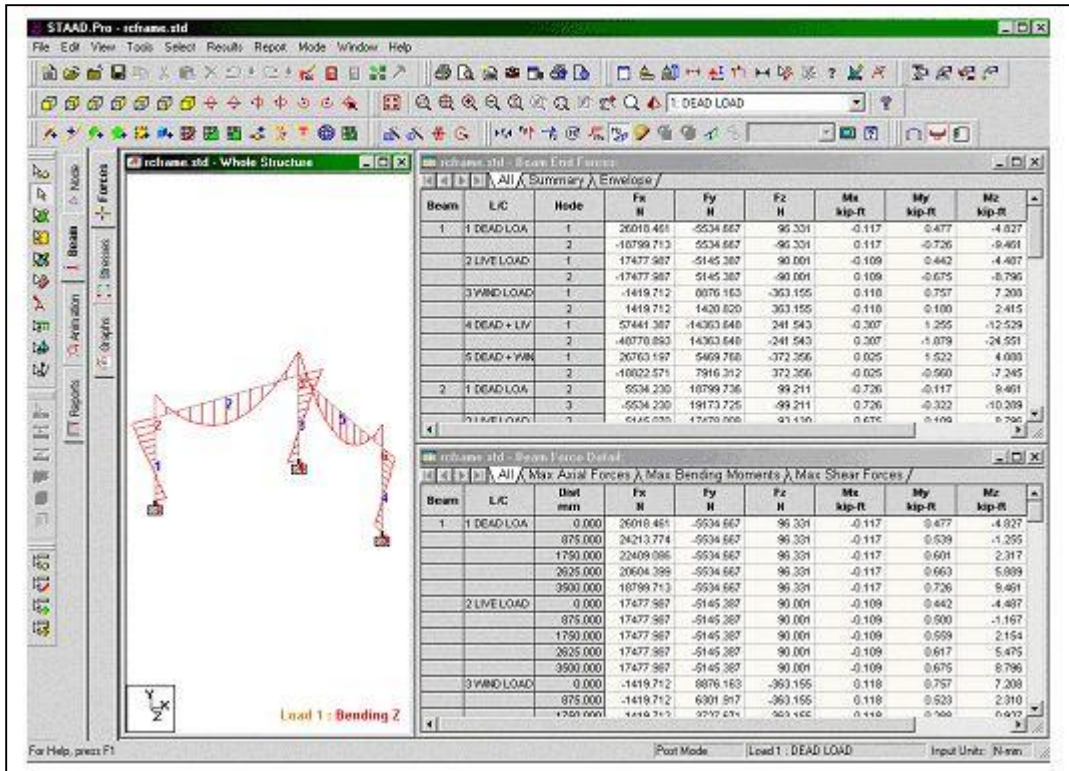 STAAD.Pro - rcframe.std
File Edit View Tools Select Results Report Mode Window Help
1: DEAD LOAD
Node
Beam
Animation
Reports
Forces
Stresses
Graphs
rcframe.std - Whole Structure
1
2
3
4
5
Load 1 : Bending Z
Y
X
Z
rcframe.std - Beam End Forces
All Summary Envelope
Beam L/C Node Fx N Fy N Fz N Mx kip-ft My kip-ft Mz kip-ft
1 1 DEAD LOA 1 26018.461 -5534.667 96.331 -0.117 0.477 -4.827
2 -18799.713 5534.667 -96.331 0.117 -0.726 -9.461
2 LIVE LOAD 1 17477.987 -5145.387 90.001 -0.109 0.442 -4.487
2 -17477.987 5145.387 -90.001 0.109 -0.675 -8.796
3 WIND LOAD 1 -1419.712 8876.163 -363.155 0.118 0.757 7.208
2 1419.712 1420.820 363.155 -0.118 0.180 2.415
4 DEAD + LIV 1 57441.387 -14363.648 241.543 -0.307 1.255 -12.529
2 -48778.893 14363.648 -241.543 0.307 -1.879 -24.551
5 DEAD + WIN 1 26763.197 5469.768 -372.356 0.025 1.522 4.088
2 -18822.571 7916.312 372.356 -0.025 -0.560 -7.245
2 1 DEAD LOA 2 5534.230 18799.736 99.211 -0.726 -0.117 9.461
3 -5534.230 19173.725 -99.211 0.726 -0.322 -10.289
2 LIVE LOAD 2
rcframe.std - Beam Force Detail
All Max Axial Forces Max Bending Moments Max Shear Forces
Beam L/C Dist mm Fx N Fy N Fz N Mx kip-ft My kip-ft Mz kip-ft
1 1 DEAD LOA 0.000 26018.461 -5534.667 96.331 -0.117 0.477 -4.827
875.000 24213.774 -5534.667 96.331 -0.117 0.539 -1.255
1750.000 22409.086 -5534.667 96.331 -0.117 0.601 2.317
2625.000 20604.399 -5534.667 96.331 -0.117 0.663 5.889
3500.000 18799.713 -5534.667 96.331 -0.117 0.726 9.461
2 LIVE LOAD 0.000 17477.987 -5145.387 90.001 -0.109 0.442 -4.487
875.000 17477.987 -5145.387 90.001 -0.109 0.500 -1.167
1750.000 17477.987 -5145.387 90.001 -0.109 0.559 2.154
2625.000 17477.987 -5145.387 90.001 -0.109 0.617 5.475
3500.000 17477.987 -5145.387 90.001 -0.109 0.675 8.796
3 WIND LOAD 0.000 -1419.712 8876.163 -363.155 0.118 0.757 7.208
875.000 -1419.712 6301.917 -363.155 0.118 0.523 2.310
For Help, press F1
Post Mode
Load 1 : DEAD LOAD
Input Units: N-mm